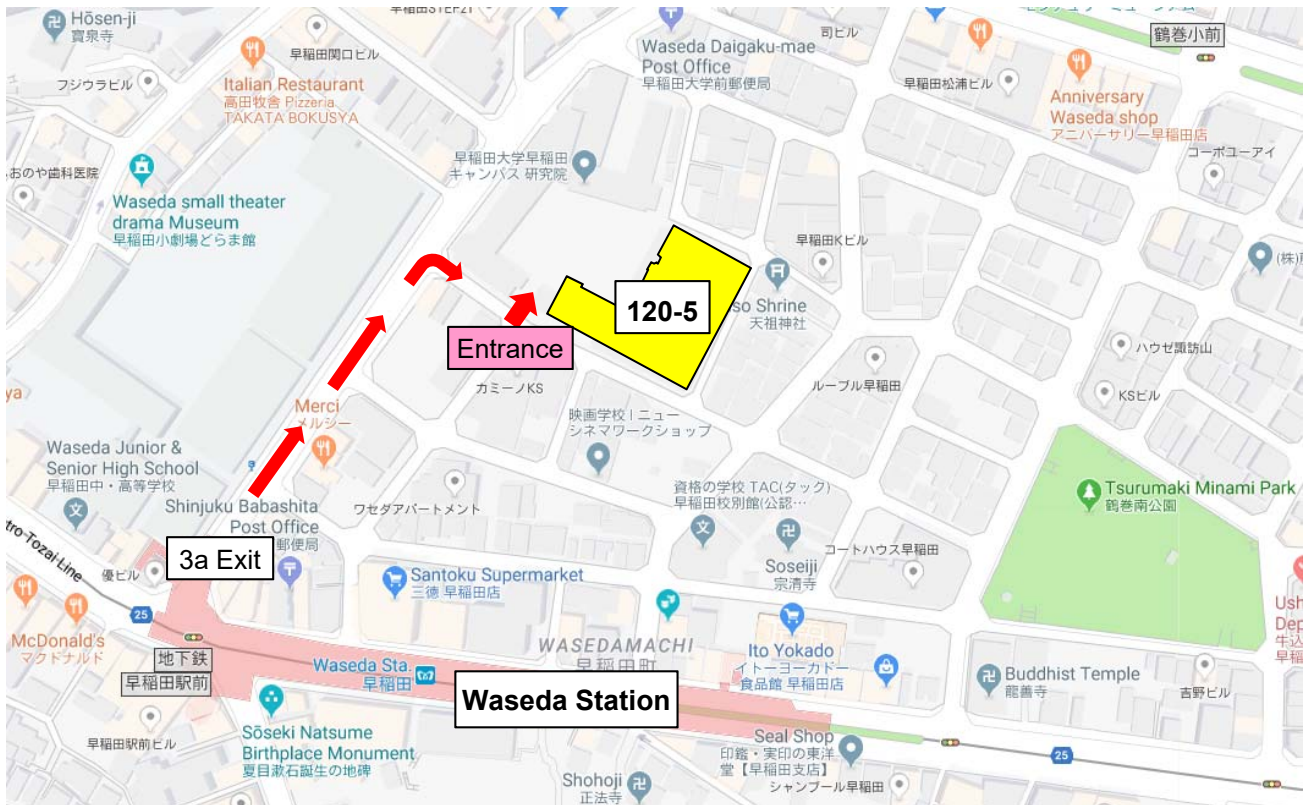 Hōsen-ji
寶泉寺
早稲田関口ビル
Waseda Daigaku-mae
Post Office
早稲田大学前郵便局
司ビル
鶴巻小前
フジウラビル
Italian Restaurant
高田牧舎 Pizzeria
TAKATA BOKUSYA
早稲田松浦ビル
Anniversary
Waseda shop
アニバーサリー早稲田店
コーポユーアイ
おのや歯科医院
早稲田大学早稲田
キャンパス 研究院
Waseda small theater
drama Museum
早稲田小劇場どらま館
早稲田Kビル
(株)
120-5
so Shrine
天祖神社
Entrance
カミーノKS
ルーブル早稲田
ハウゼ諏訪山
KSビル
ya
Merci
メルシー
映画学校 | ニュー
シネマワークショップ
Waseda Junior &
Senior High School
早稲田中・高等学校
Shinjuku Babashita
Post Office
郵便局
ワセダアパートメント
資格の学校 TAC(タック)
早稲田校別館(公認…
Tsurumaki Minami Park
鶴巻南公園
tro-Tozai Line
3a Exit
優ビル
コートハウス早稲田
Soseiji
宗清寺
Santoku Supermarket
三徳 早稲田店
25
McDonald's
マクドナルド
地下鉄
早稲田駅前
Waseda Sta.
早稲田
WASEDAMACHI
早稲田町
Ito Yokado
イトーヨーカドー
食品館 早稲田店
Ush
Dep
牛込
早稲
Buddhist Temple
龍善寺
吉野ビル
Waseda Station
早稲田駅前ビル
Sōseki Natsume
Birthplace Monument
夏目漱石誕生の地碑
Seal Shop
印鑑・実印の東洋
堂【早稲田支店】
25
Shohoji
正法寺
シャンブール早稲田